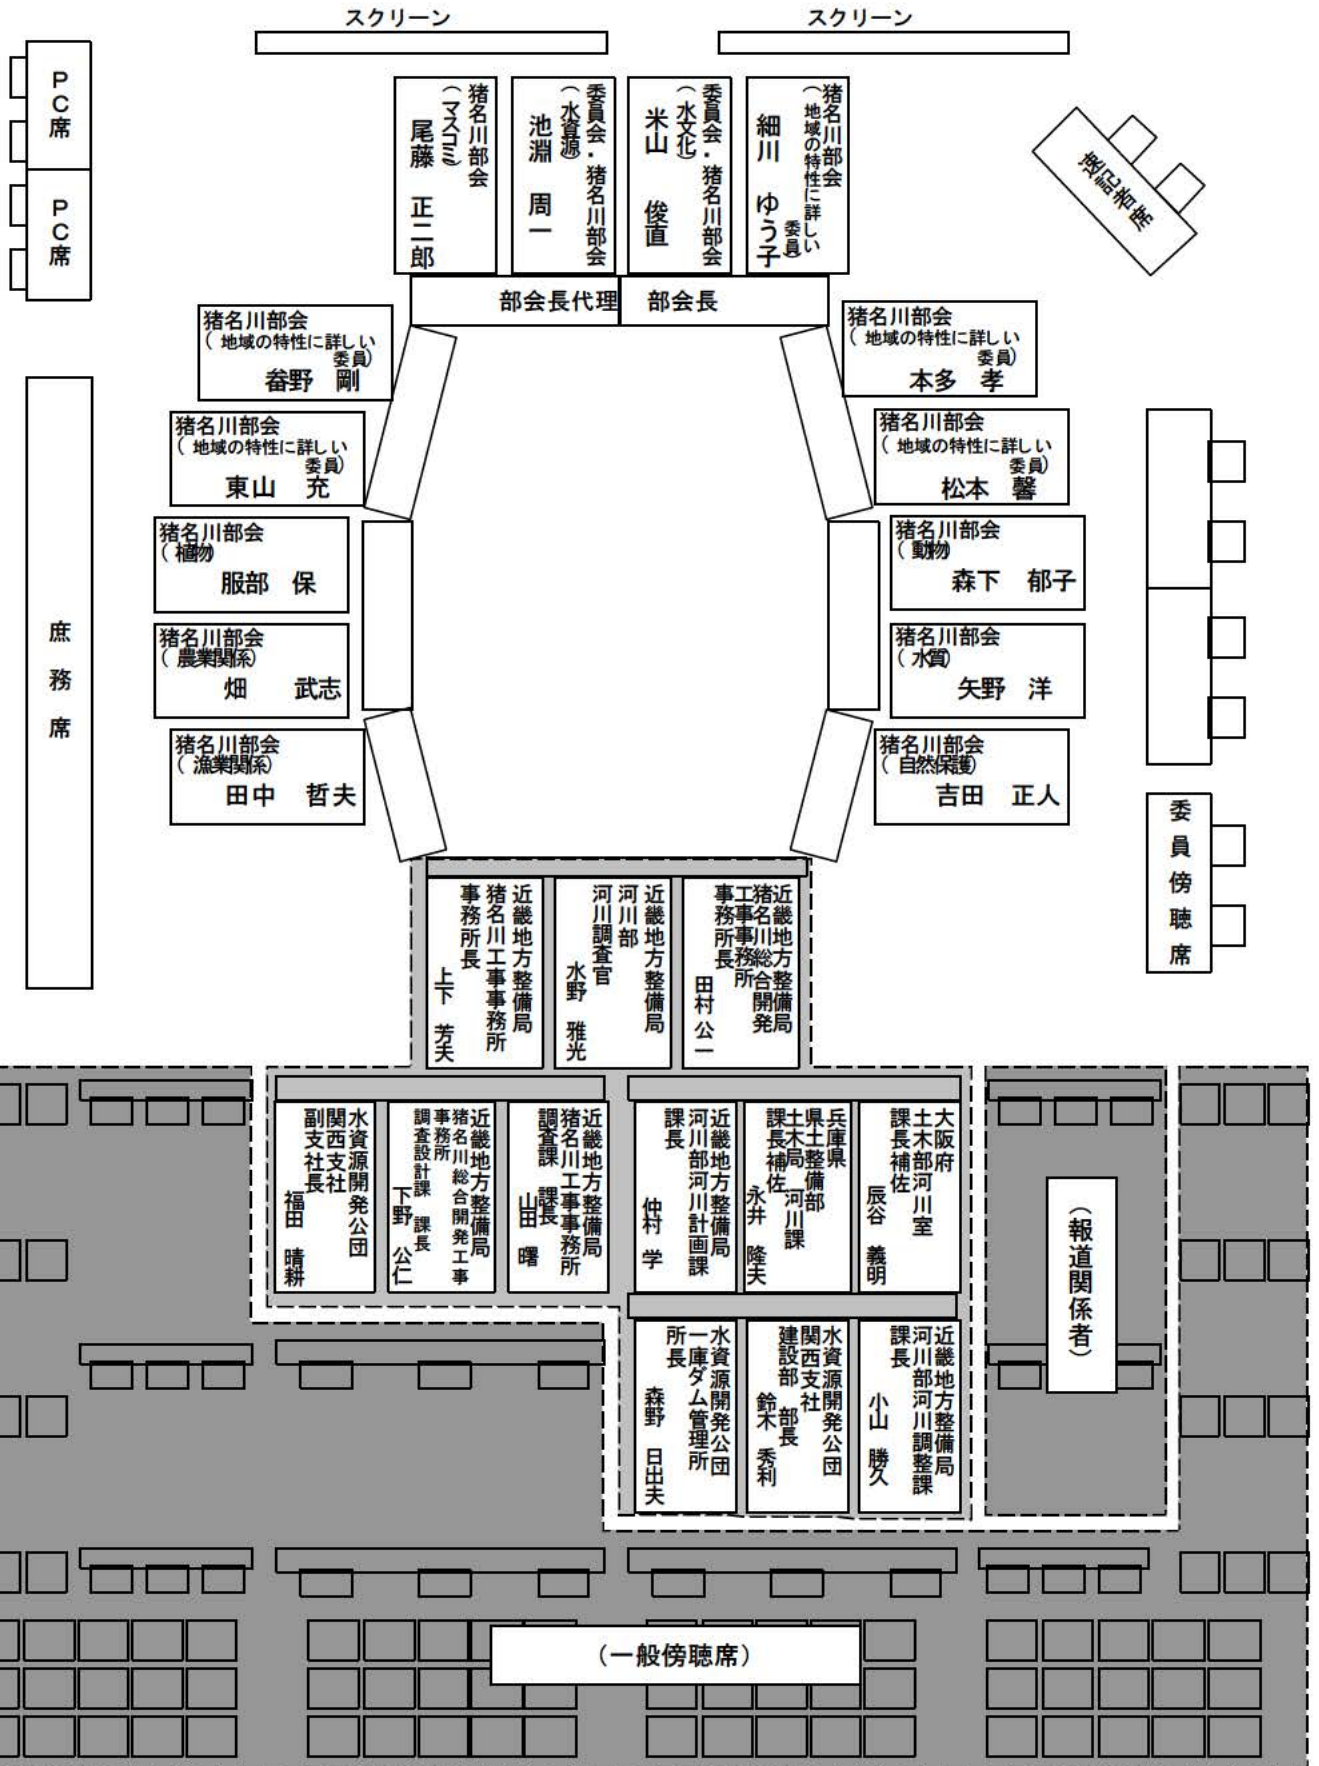 スクリーン
スクリーン
PC席
PC席
猪名川部会
(マスコミ)
尾藤 正二郎
委員会・猪名川部会
(水資源)
池淵 周一
委員会・猪名川部会
(水文化)
米山 俊直
猪名川部会
(地域の特性に詳しい
委員)
細川 ゆう子
速記者席
部会長代理
部会長
猪名川部会
(地域の特性に詳しい
委員)
畚野 剛
猪名川部会
(地域の特性に詳しい
委員)
本多 孝
猪名川部会
(地域の特性に詳しい
委員)
東山 充
猪名川部会
(地域の特性に詳しい
委員)
松本 馨
猪名川部会
(植物)
服部 保
猪名川部会
(動物)
森下 郁子
猪名川部会
(農業関係)
畑 武志
猪名川部会
(水質)
矢野 洋
猪名川部会
(漁業関係)
田中 哲夫
猪名川部会
(自然保護)
吉田 正人
庶務席
委員傍聴席
近畿地方整備局
猪名川工事事務所
事務所長
上下 芳夫
近畿地方整備局
河川部
河川調査官
水野 雅光
近畿地方整備局
猪名川総合開発
工事事務所
事務所長
田村 公一
水資源開発公団
関西支社
副支社長
福田 晴耕
近畿地方整備局
猪名川総合開発工事
事務所
調査設計課 課長
下野 公仁
近畿地方整備局
猪名川工事事務所
調査課 課長
山田 曙
近畿地方整備局
河川部河川計画課
課長
仲村 学
兵庫県
県土整備部
土木局 河川課
課長補佐
永井 隆夫
大阪府
土木部河川室
課長補佐
辰谷 義明
(報道関係者)
水資源開発公団
一庫ダム管理所
所長
森野 日出夫
水資源開発公団
関西支社
建設部 部長
鈴木 秀利
近畿地方整備局
河川部河川調整課
課長
小山 勝久
(一般傍聴席)